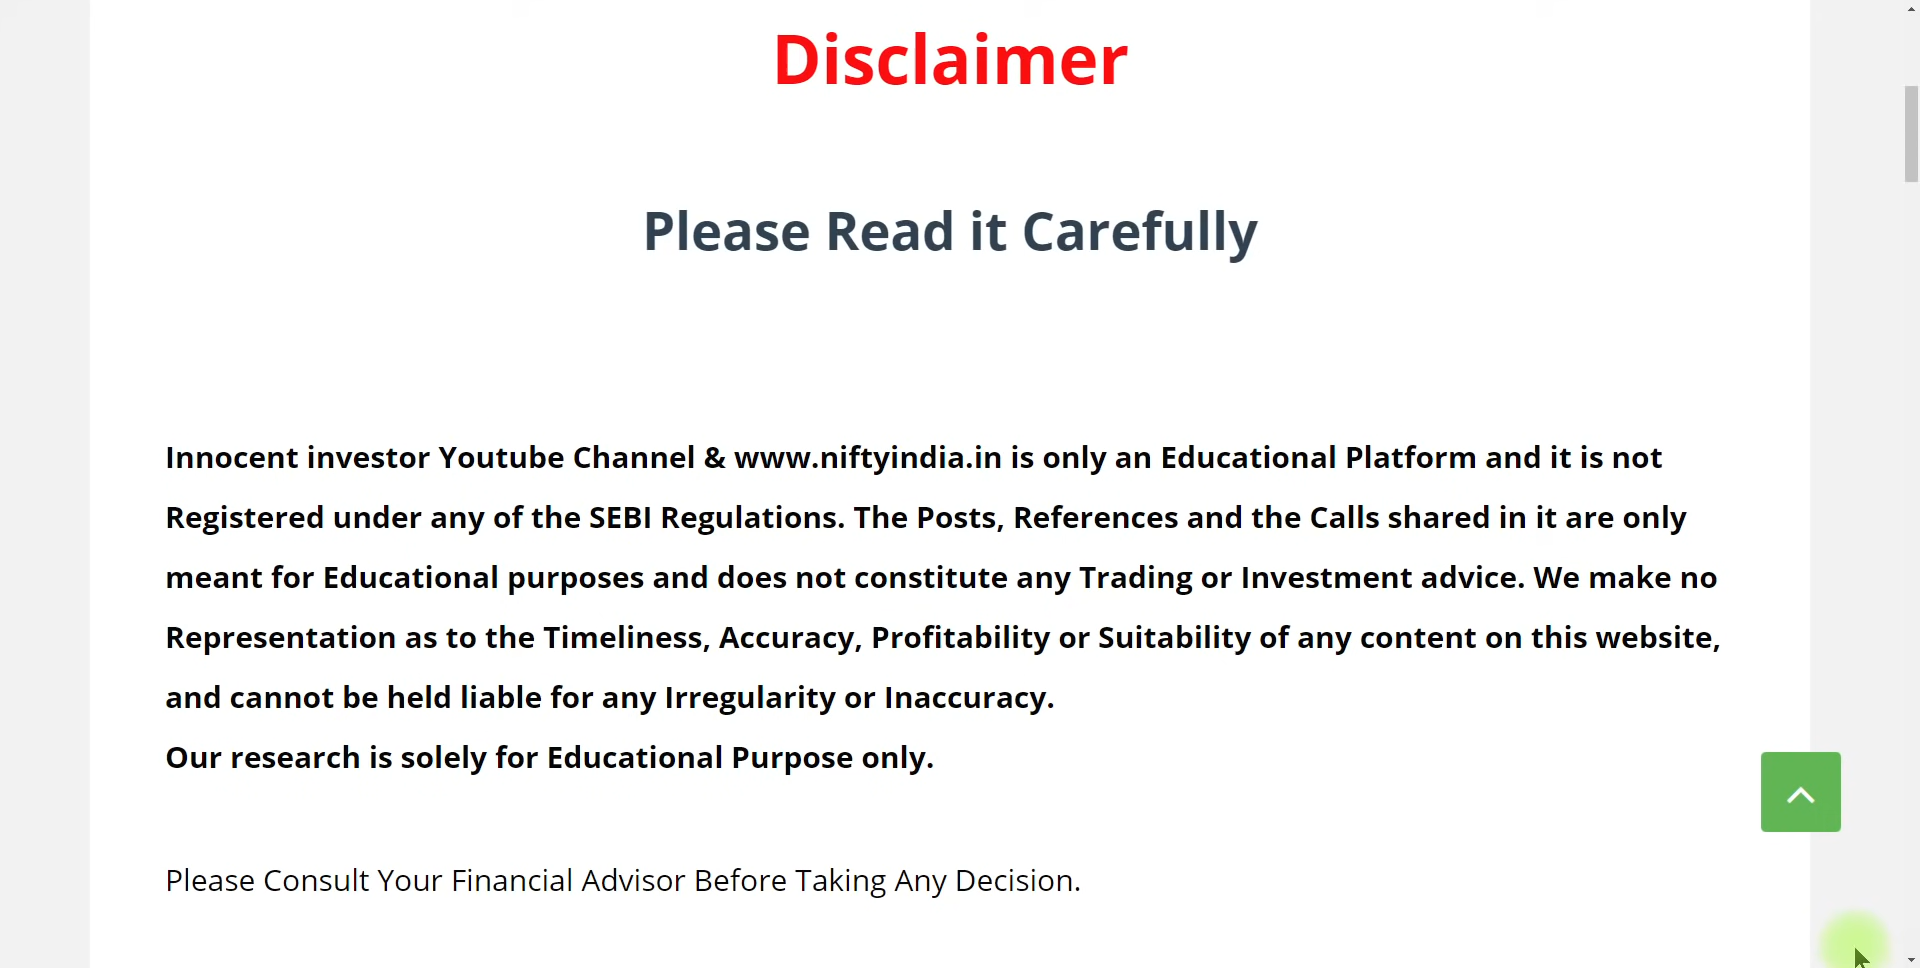 Disclaimer
Please Read it Carefully
Innocent investor Youtube Channel & www.niftyindia.in is only an Educational Platform and it is not
Registered under any of the SEBI Regulations. The Posts, References and the Calls shared in it are only
meant for Educational purposes and does not constitute any Trading or Investment advice. We make no
Representation as to the Timeliness, Accuracy, Profitability or Suitability of any content on this website,
and cannot be held liable for any Irregularity or Inaccuracy.
Our research is solely for Educational Purpose only.
Please Consult Your Financial Advisor Before Taking Any Decision.